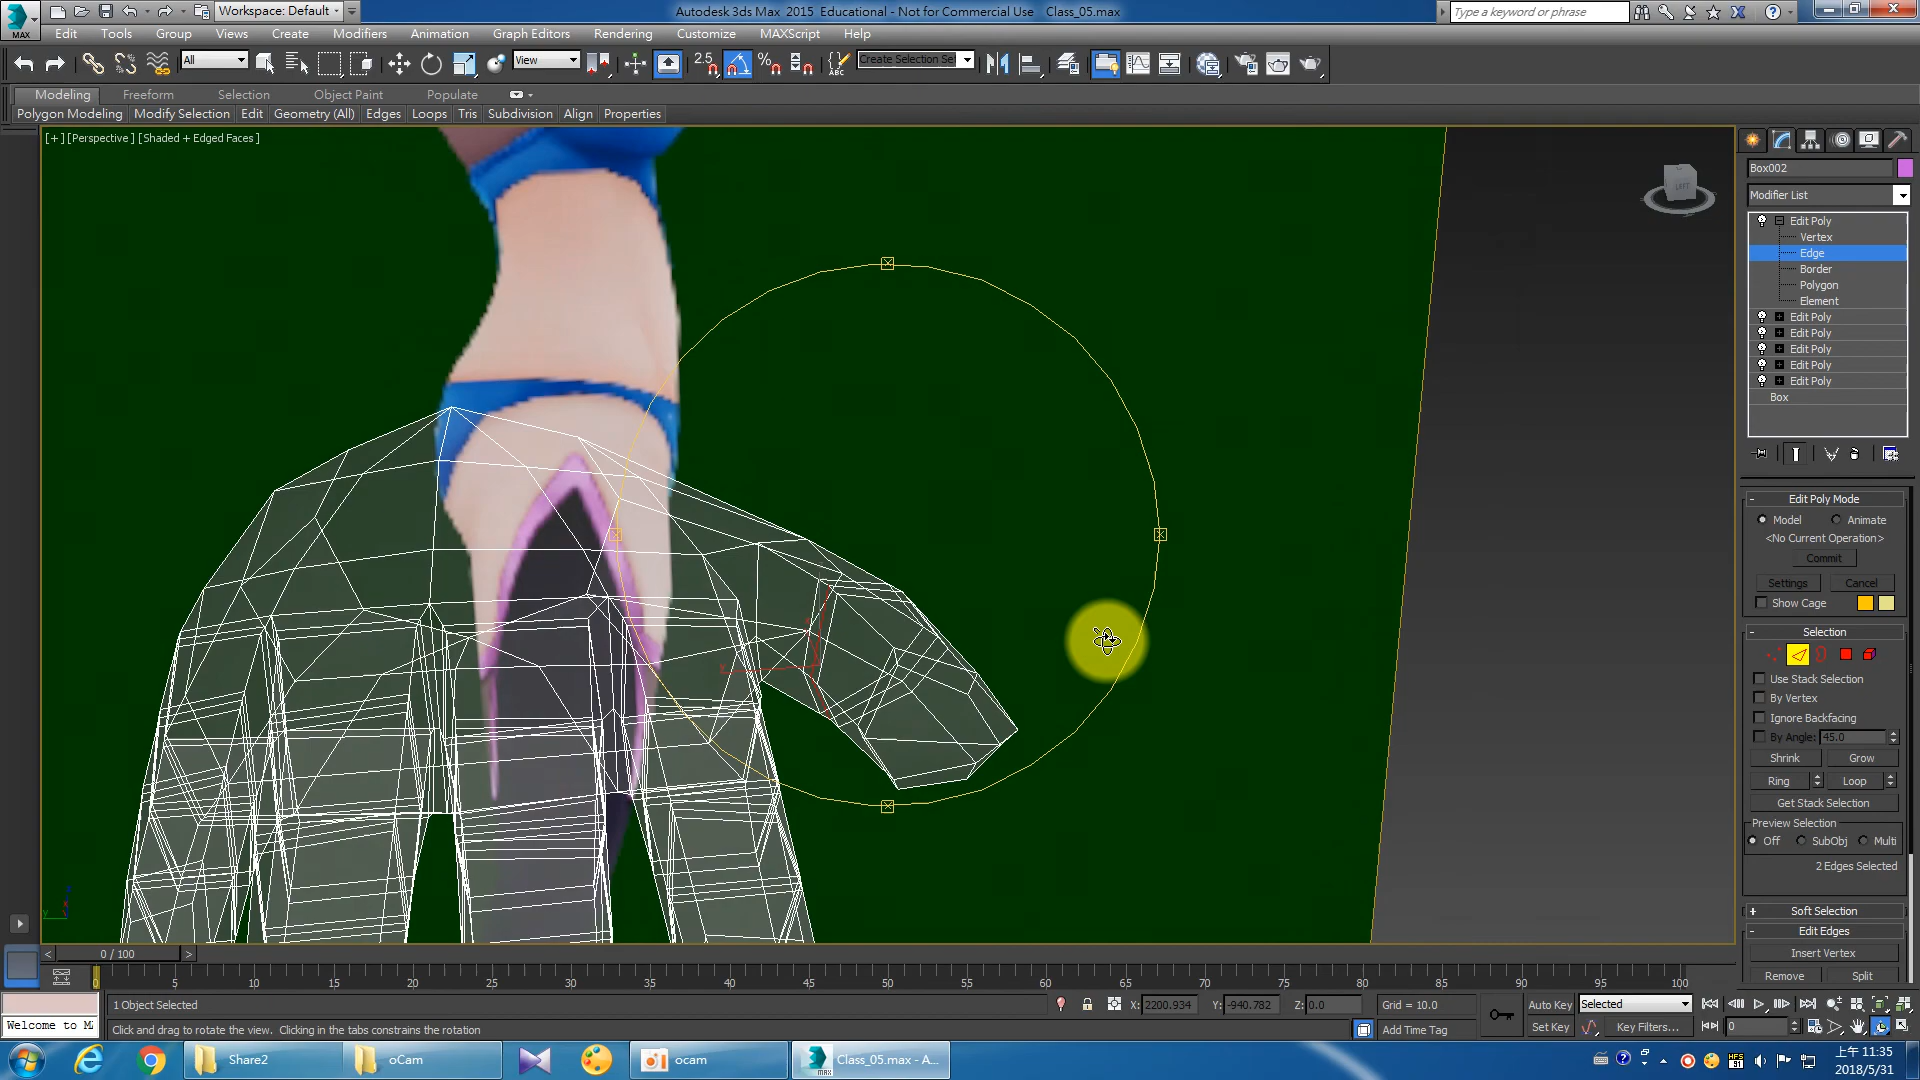 MAX
Workspace: Default
Autodesk 3ds Max 2015 Educational - Not for Commercial Use Class_05.max
Type a keyword or phrase
Edit Tools Group Views Create Modifiers Animation Graph Editors Rendering Customize MAXScript Help
All
View
2.5
ABC
Create Selection Se
Modeling Freeform Selection Object Paint Populate
Polygon Modeling Modify Selection Edit Geometry (All) Edges Loops Tris Subdivision Align Properties
[+] [Perspective] [Shaded + Edged Faces]
LEFT
Box002
Modifier List
Edit Poly
Vertex
Edge
Border
Polygon
Element
Edit Poly
Edit Poly
Edit Poly
Edit Poly
Edit Poly
Box
- Edit Poly Mode
Model Animate
<No Current Operation>
Commit
Settings Cancel
Show Cage
- Selection
Use Stack Selection
By Vertex
Ignore Backfacing
By Angle: 45.0
Shrink Grow
Ring Loop
Get Stack Selection
Preview Selection
Off SubObj Multi
2 Edges Selected
+ Soft Selection
- Edit Edges
Insert Vertex
Remove Split
< 0 / 100 >
0 5 10 15 20 25 30 35 40 45 50 55 60 65 70 75 80 85 90 95 100
1 Object Selected
X: 2200.934 Y: -940.782 Z: 0.0 Grid = 10.0
Auto Key Selected
Welcome to M
Click and drag to rotate the view. Clicking in the tabs constrains the rotation
Add Time Tag
Set Key Key Filters... 0
Share2 oCam ocam Class_05.max - A...
上午 11:35
2018/5/31